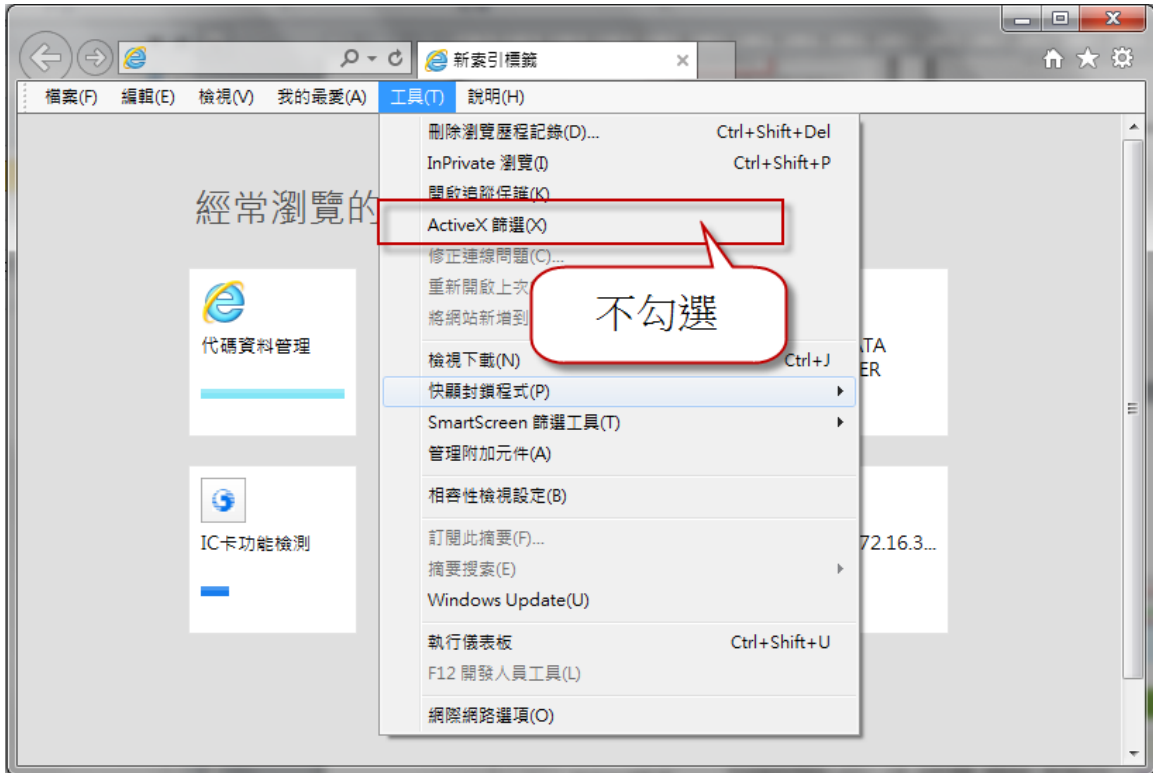 新索引標籤
檔案(F) 編輯(E) 檢視(V) 我的最愛(A) 工具(T) 說明(H)
刪除瀏覽歷程記錄(D)... Ctrl+Shift+Del
InPrivate 瀏覽(I) Ctrl+Shift+P
開啟追蹤保護(K)
經常瀏覽的
ActiveX 篩選(X)
修正連線問題(C)...
重新開啟上次
將網站新增到
不勾選
代碼資料管理
檢視下載(N) Ctrl+J
快顯封鎖程式(P)
SmartScreen 篩選工具(T)
管理附加元件(A)
相容性檢視設定(B)
IC卡功能檢測
訂閱此摘要(F)...
72.16.3...
摘要搜索(E)
Windows Update(U)
執行儀表板 Ctrl+Shift+U
F12 開發人員工具(L)
網際網路選項(O)